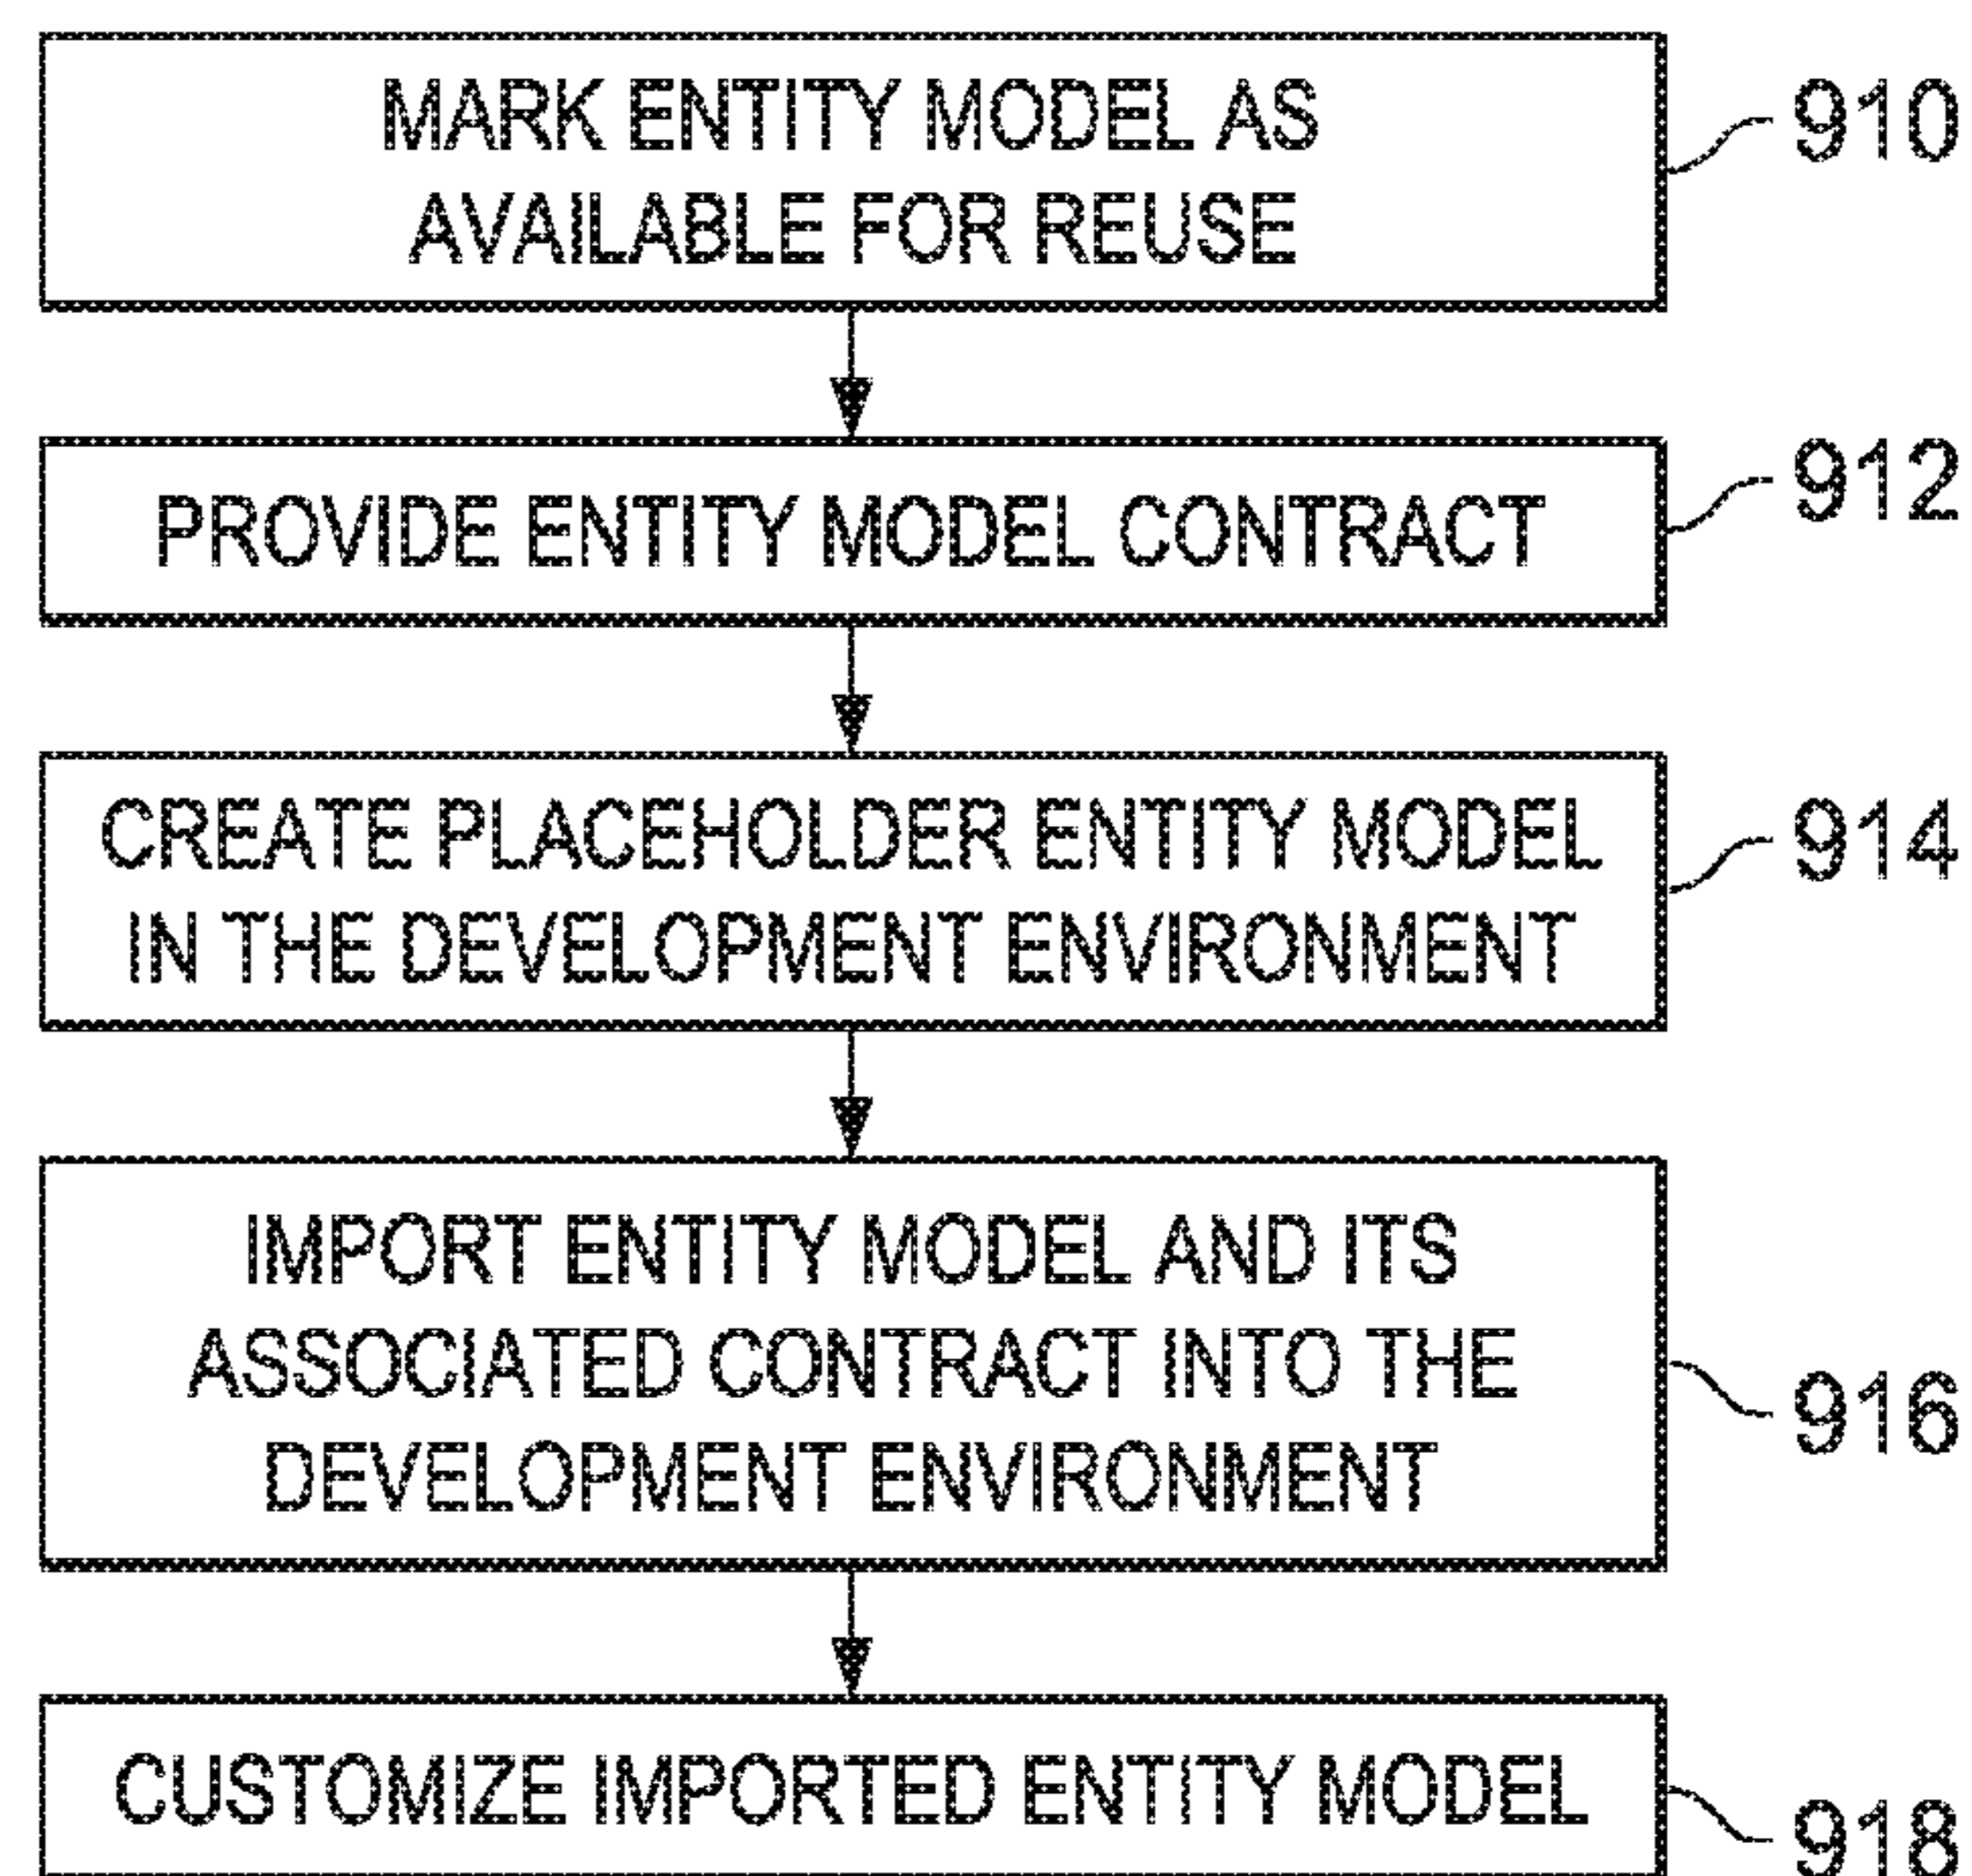 MARK ENTITY MODEL AS
AVAILABLE FOR REUSE
910
PROVIDE ENTITY MODEL CONTRACT
912
CREATE PLACEHOLDER ENTITY MODEL
IN THE DEVELOPMENT ENVIRONMENT
914
IMPORT ENTITY MODEL AND ITS
ASSOCIATED CONTRACT INTO THE
DEVELOPMENT ENVIRONMENT
916
CUSTOMIZE IMPORTED ENTITY MODEL
918